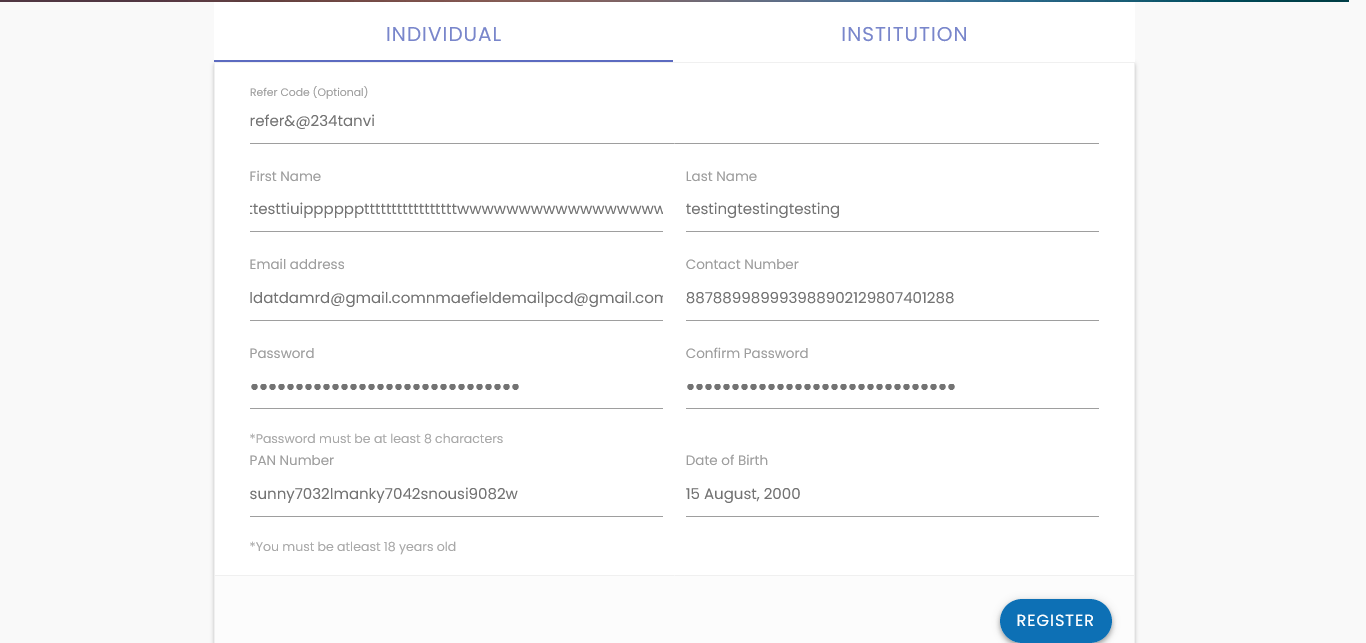 INDIVIDUAL INSTITUTION
Refer Code (Optional)
refer&@234tanvi
First Name Last Name
testingtestingtesting
Email address Contact Number
ldatdamrd@gmail.comnmaefieldemailpcd@gmail.com 887889989993988902129807401288
Password Confirm Password
*Password must be at least 8 characters
PAN Number Date of Birth
sunny7032lmanky7042snousi9082w 15 August, 2000
*You must be atleast 18 years old
REGISTER